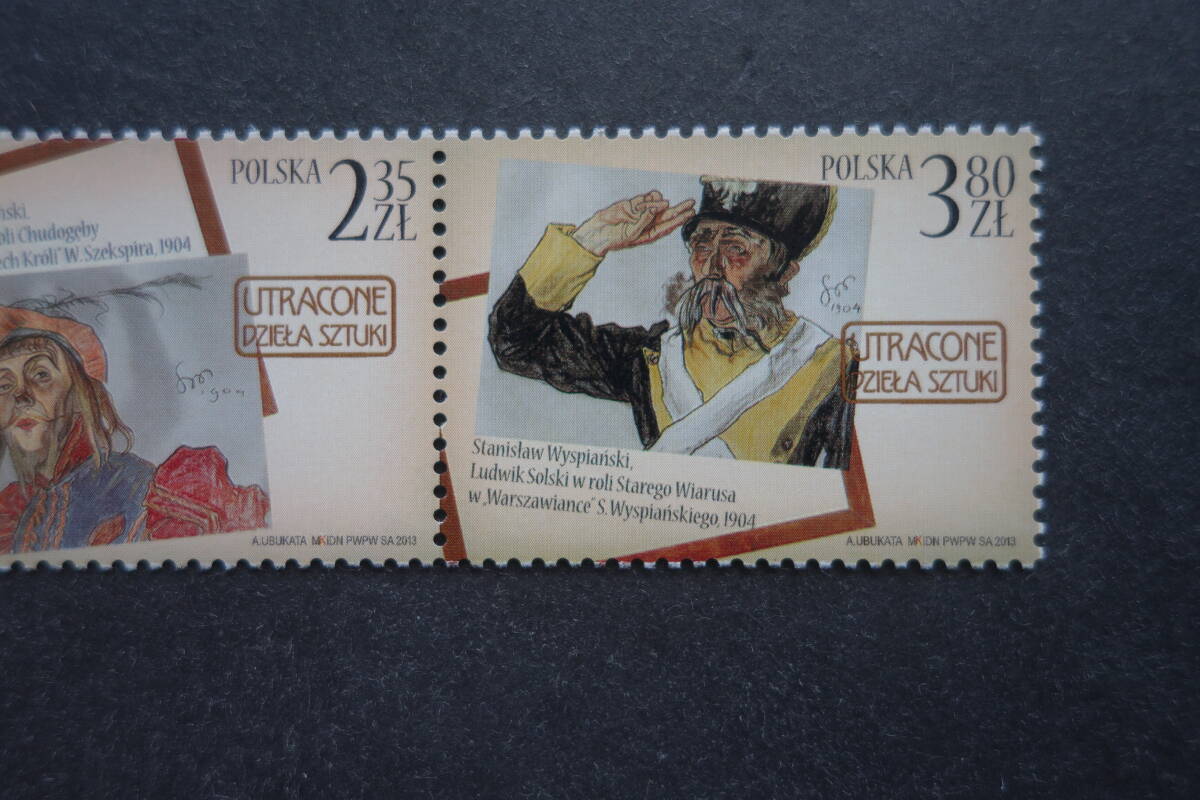 POLSKA 2 35 ZŁ
ński.
oli Chudogęby
ech Króli" W. Szekspira, 1904
UTRACONE
DZIEŁA SZTUKI
1904
A.UBUKATA MKIDN PWPW SA 2013
POLSKA 3 80 ZŁ
1904
UTRACONE
DZIEŁA SZTUKI
Stanisław Wyspiański,
Ludwik Solski w roli Starego Wiarusa
w „Warszawiance" S. Wyspiańskiego, 1904
A.UBUKATA MKIDN PWPW SA 2013